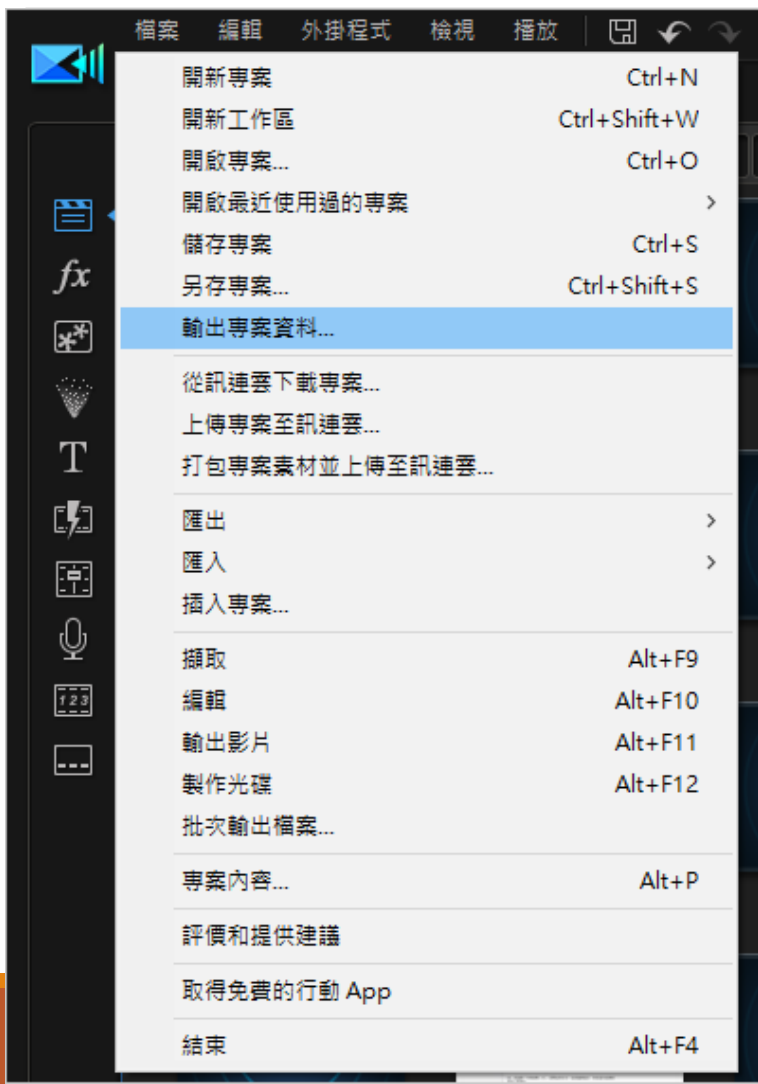 檔案 編輯 外掛程式 檢視 播放
開新專案 Ctrl+N
開新工作區 Ctrl+Shift+W
開啟專案... Ctrl+O
開啟最近使用過的專案 >
儲存專案 Ctrl+S
另存專案... Ctrl+Shift+S
輸出專案資料...
從訊連雲下載專案...
上傳專案至訊連雲...
打包專案素材並上傳至訊連雲...
匯出 >
匯入 >
插入專案...
擷取 Alt+F9
編輯 Alt+F10
輸出影片 Alt+F11
製作光碟 Alt+F12
批次輸出檔案...
專案內容... Alt+P
評價和提供建議
取得免費的行動 App
結束 Alt+F4
fx
T
123